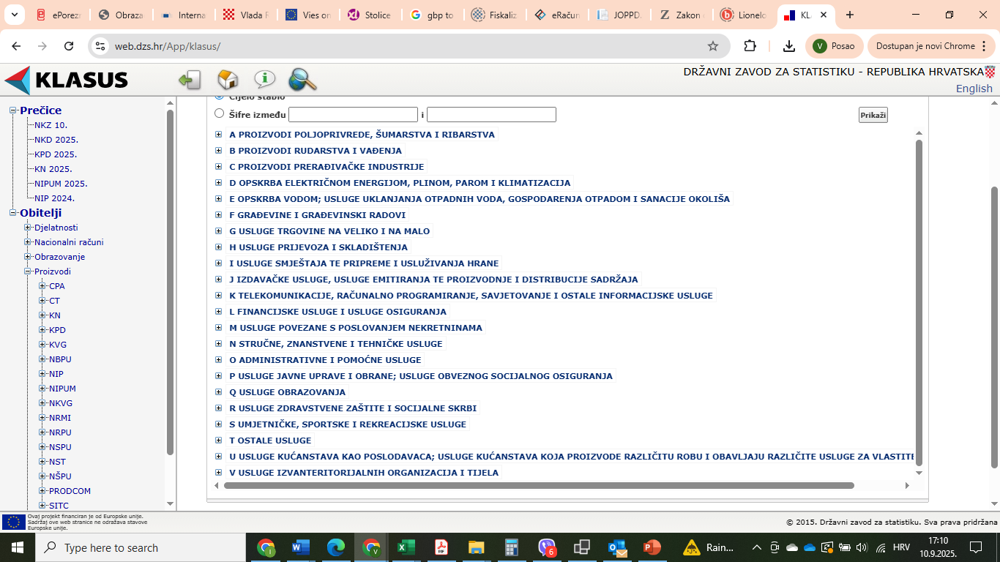 ePorezr
Obraza
Interna
Vlada R
Vies on
Stolice
gbp to
Fiskaliz
eRačun
JOPPD.
Zakon
Lionelo
KLA
web.dzs.hr/App/klasus/
Posao
Dostupan je novi Chrome
KLASUS
DRŽAVNI ZAVOD ZA STATISTIKU - REPUBLIKA HRVATSKA
English
Prečice
NKZ 10.
NKD 2025.
KPD 2025.
KN 2025.
NIPUM 2025.
NIP 2024.
Obitelji
Djelatnosti
Nacionalni računi
Obrazovanje
Proizvodi
CPA
CT
KN
KPD
KVG
NBPU
NIP
NIPUM
NKVG
NRMI
NRPU
NSPU
NST
NŠPU
PRODCOM
SITC
Cijelo stablo
Šifre između i Prikaži
A PROIZVODI POLJOPRIVREDE, ŠUMARSTVA I RIBARSTVA
B PROIZVODI RUDARSTVA I VAĐENJA
C PROIZVODI PRERAĐIVAČKE INDUSTRIJE
D OPSKRBA ELEKTRIČNOM ENERGIJOM, PLINOM, PAROM I KLIMATIZACIJA
E OPSKRBA VODOM; USLUGE UKLANJANJA OTPADNIH VODA, GOSPODARENJA OTPADOM I SANACIJE OKOLIŠA
F GRAĐEVINE I GRAĐEVINSKI RADOVI
G USLUGE TRGOVINE NA VELIKO I NA MALO
H USLUGE PRIJEVOZA I SKLADIŠTENJA
I USLUGE SMJEŠTAJA TE PRIPREME I USLUŽIVANJA HRANE
J IZDAVAČKE USLUGE, USLUGE EMITIRANJA TE PROIZVODNJE I DISTRIBUCIJE SADRŽAJA
K TELEKOMUNIKACIJE, RAČUNALNO PROGRAMIRANJE, SAVJETOVANJE I OSTALE INFORMACIJSKE USLUGE
L FINANCIJSKE USLUGE I USLUGE OSIGURANJA
M USLUGE POVEZANE S POSLOVANJEM NEKRETNINAMA
N STRUČNE, ZNANSTVENE I TEHNIČKE USLUGE
O ADMINISTRATIVNE I POMOĆNE USLUGE
P USLUGE JAVNE UPRAVE I OBRANE; USLUGE OBVEZNOG SOCIJALNOG OSIGURANJA
Q USLUGE OBRAZOVANJA
R USLUGE ZDRAVSTVENE ZAŠTITE I SOCIJALNE SKRBI
S UMJETNIČKE, SPORTSKE I REKREACIJSKE USLUGE
T OSTALE USLUGE
U USLUGE KUĆANSTAVA KAO POSLODAVACA; USLUGE KUĆANSTAVA KOJA PROIZVODE RAZLIČITU ROBU I OBAVLJAJU RAZLIČITE USLUGE ZA VLASTITE
V USLUGE IZVANTERITORIJALNIH ORGANIZACIJA I TIJELA
Ovaj projekt financiran je od Europske unije.
Sadržaj ove web stranice ne odražava stavove
Europske unije.
© 2015. Državni zavod za statistiku. Sva prava pridržana
Type here to search
6
Rain...
HRV
17:10
10.9.2025.